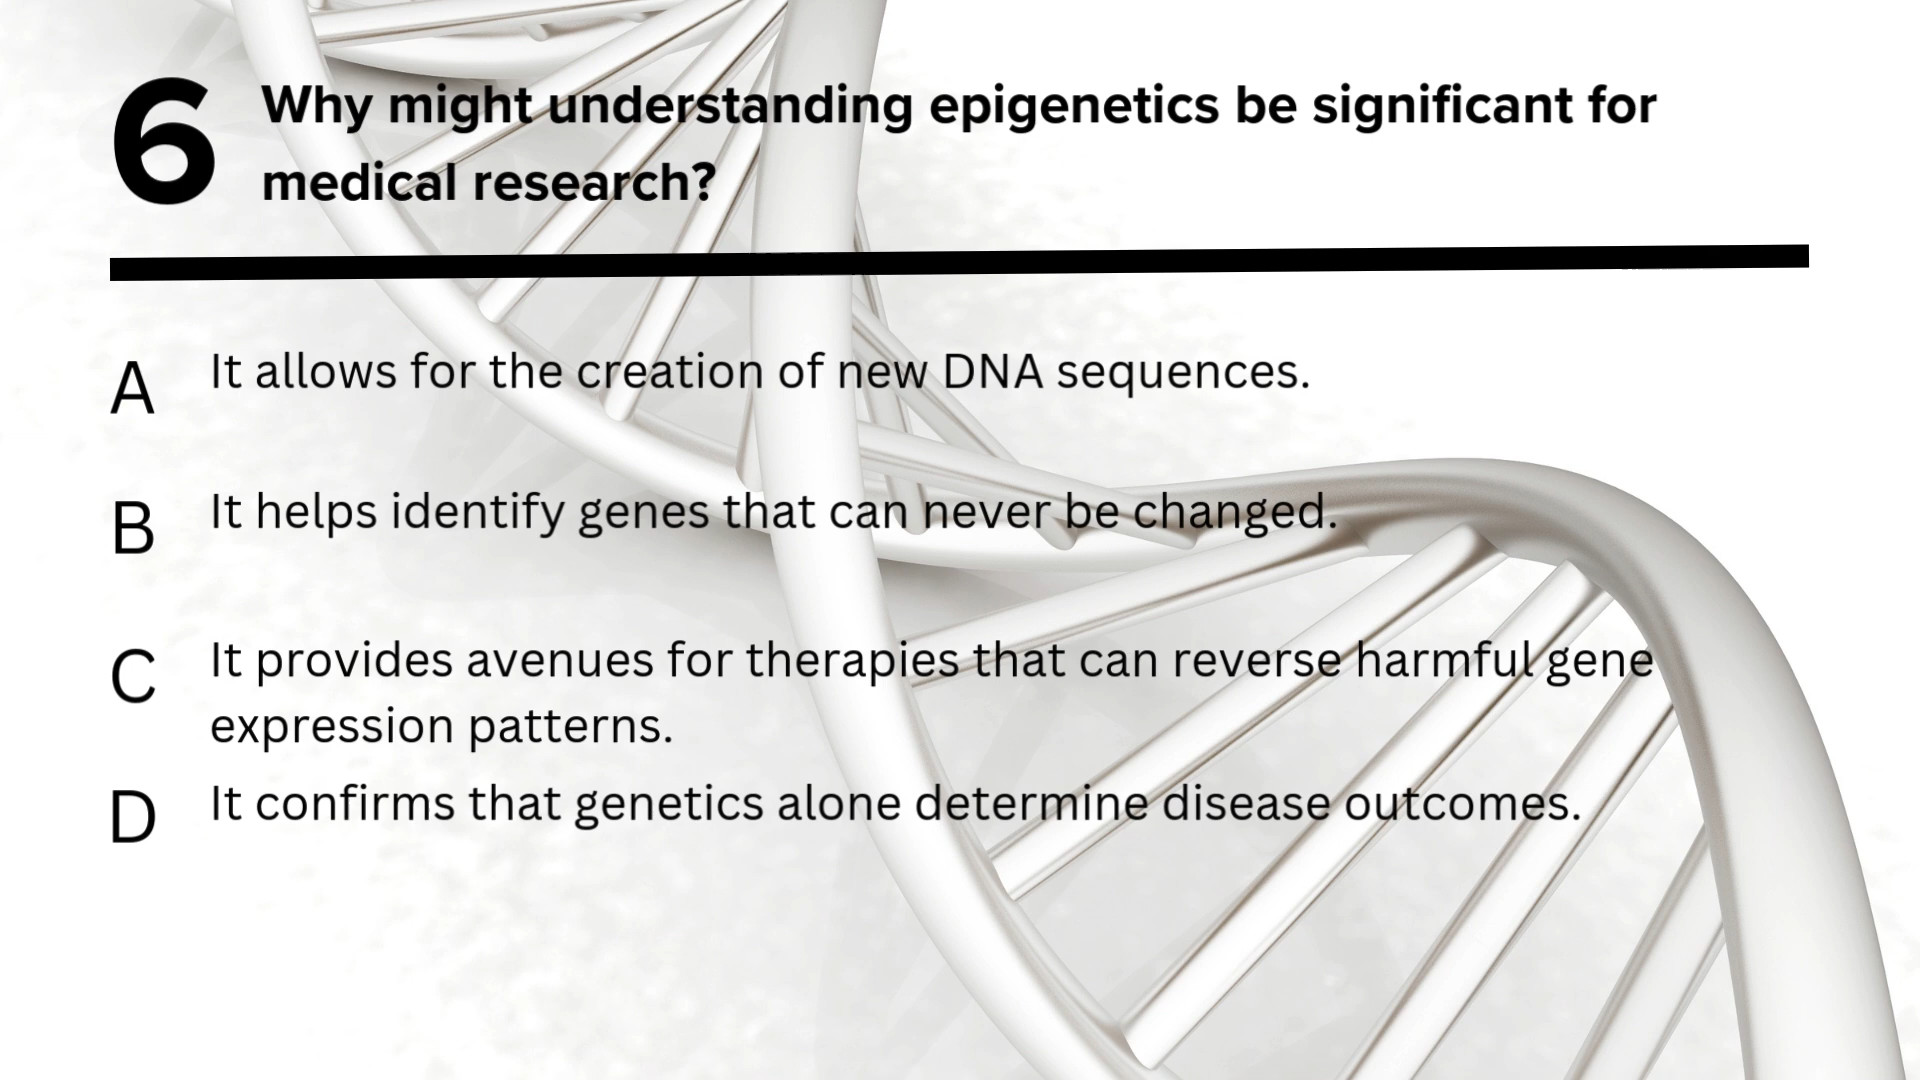 6
Why might understanding epigenetics be significant for
medical research?
A
It allows for the creation of new DNA sequences.
B
It helps identify genes that can never be changed.
C
It provides avenues for therapies that can reverse harmful gene
expression patterns.
D
It confirms that genetics alone determine disease outcomes.